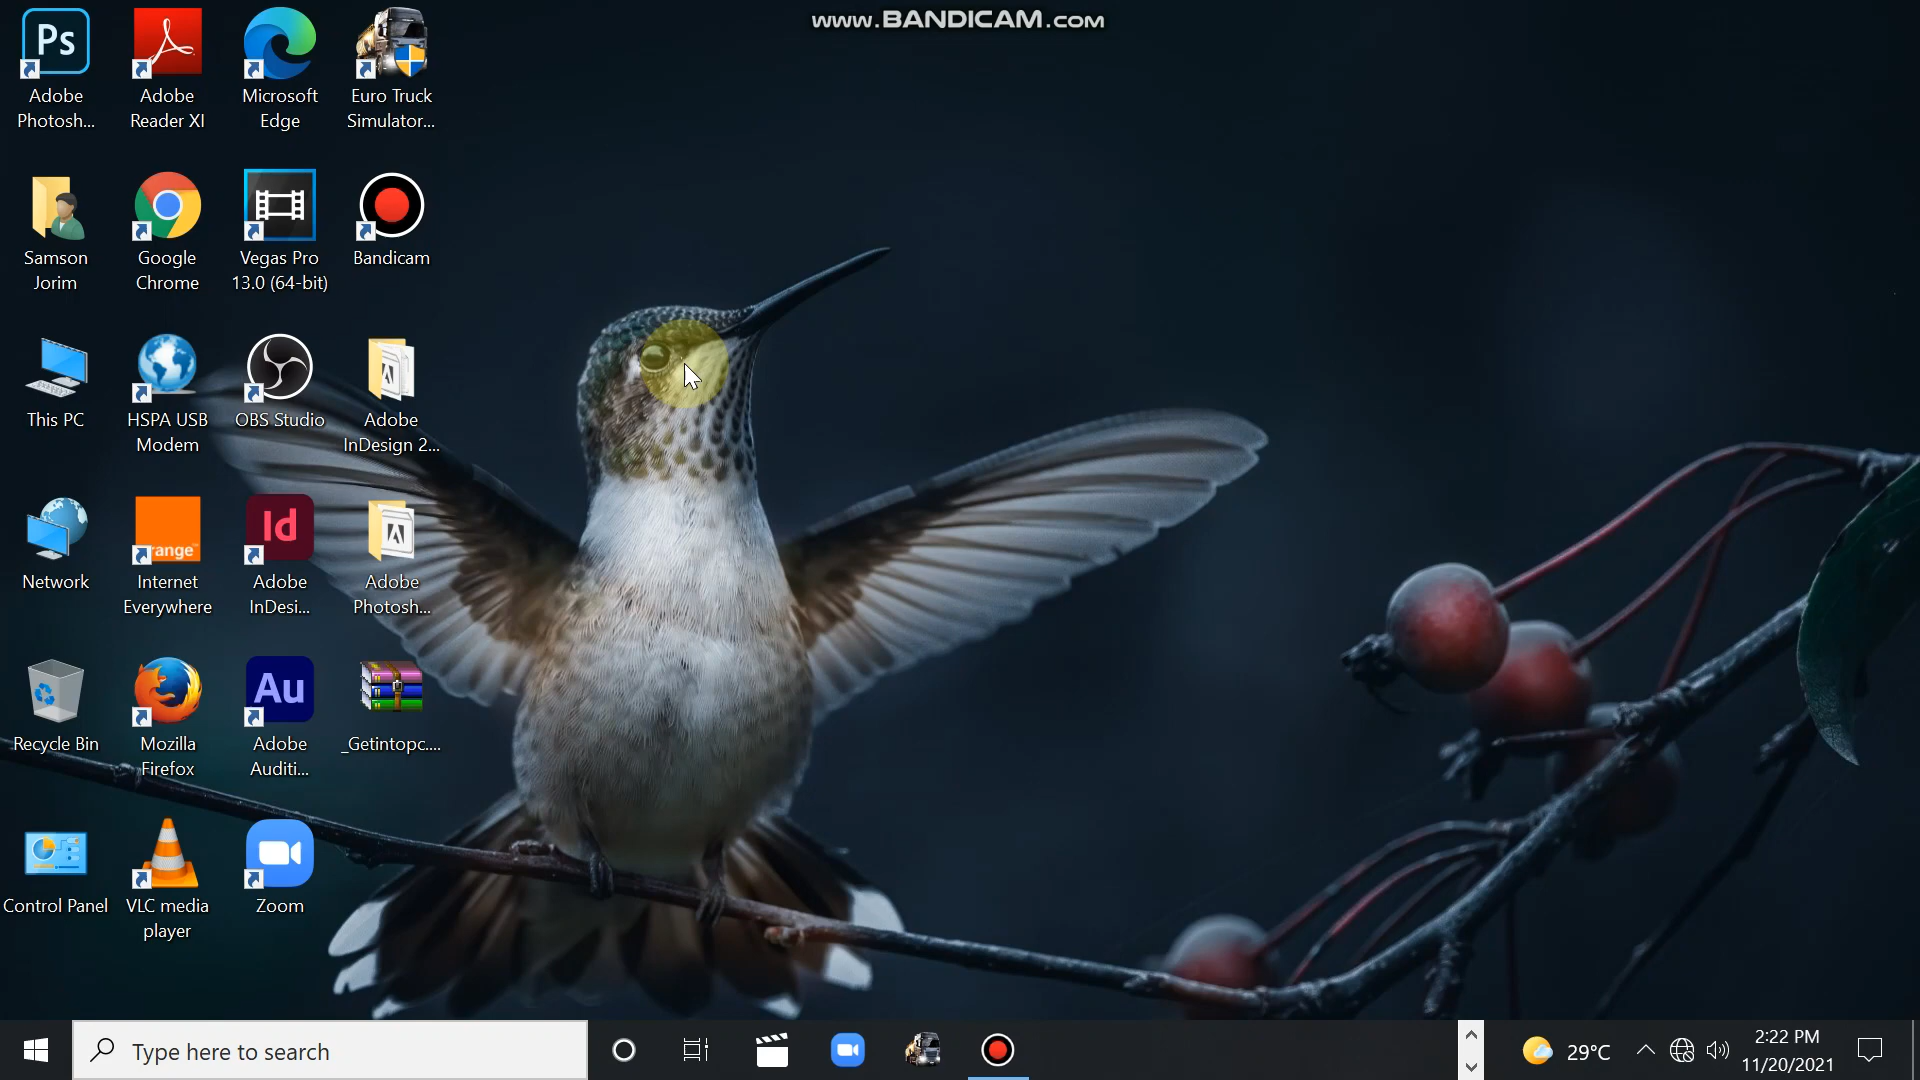 www.BANDICAM.com
Ps
Adobe
Photosh...
Adobe
Reader XI
Microsoft
Edge
Euro Truck
Simulator...
Samson
Jorim
Google
Chrome
Vegas Pro
13.0 (64-bit)
Bandicam
This PC
HSPA USB
Modem
OBS Studio
Adobe
InDesign 2...
Network
range™
Internet
Everywhere
Id
Adobe
InDesi...
Adobe
Photosh...
Recycle Bin
Mozilla
Firefox
Au
Adobe
Auditi...
_Getintopc....
Control Panel
VLC media
player
Zoom
Type here to search
29°C
2:22 PM
11/20/2021